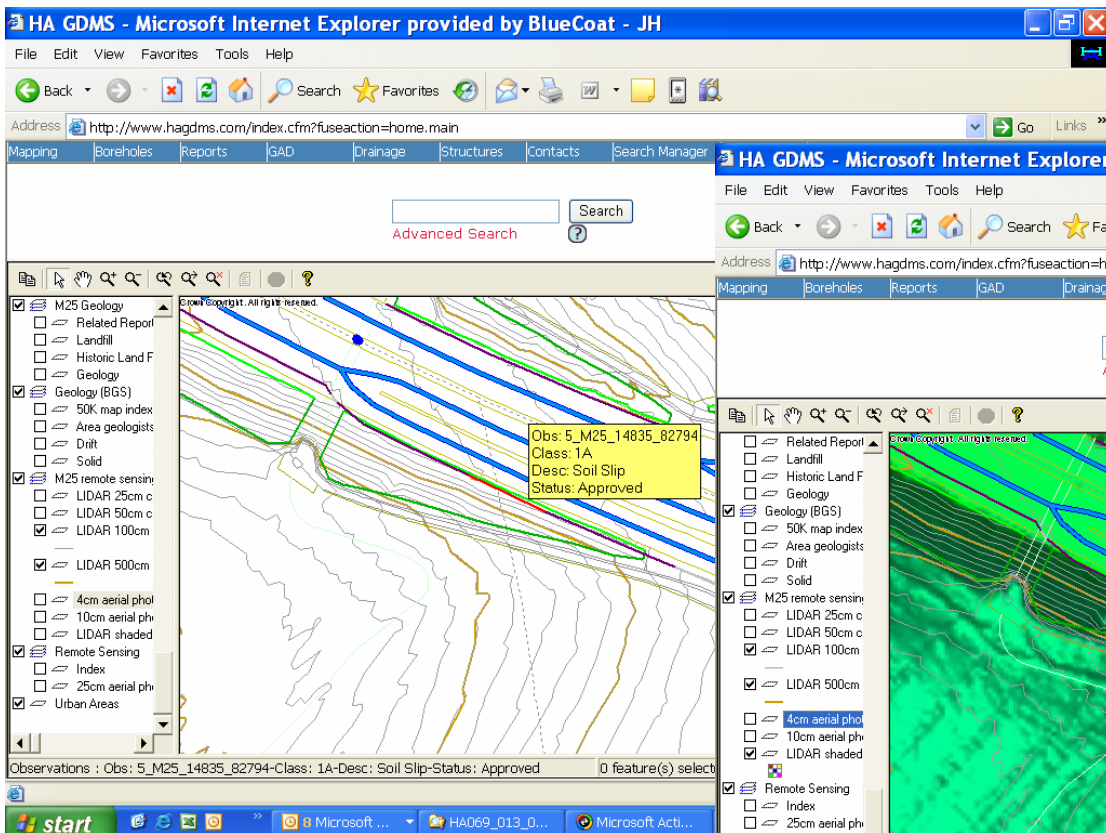 HA GDMS - Microsoft Internet Explorer provided by BlueCoat - JH
File Edit View Favorites Tools Help
Back Search Favorites
Address http://www.hagdms.com/index.cfm?fuseaction=home.main Go Links »
Mapping Boreholes Reports GAD Drainage Structures Contacts Search Manager
Search
Advanced Search ?
M25 Geology
Related Report
Landfill
Historic Land F
Geology
Geology (BGS)
50K map index
Area geologists
Drift
Solid
M25 remote sensing
LIDAR 25cm c
LIDAR 50cm c
LIDAR 100cm
LIDAR 500cm
4cm aerial phot
10cm aerial pho
LIDAR shaded
Remote Sensing
Index
25cm aerial pho
Urban Areas
Crown Copyright. All rights reserved.
Obs: 5_M25_14835_82794
Class: 1A
Desc: Soil Slip
Status: Approved
Observations : Obs: 5_M25_14835_82794-Class: 1A-Desc: Soil Slip-Status: Approved 0 feature(s) select
start » 8 Microsoft ... HA069_013_0... Microsoft Acti...
HA GDMS - Microsoft Internet Explorer
File Edit View Favorites Tools Help
Back Search Fa
Address http://www.hagdms.com/index.cfm?fuseaction=h
Mapping Boreholes Reports GAD Drainag
Related Report
Landfill
Historic Land F
Geology
Geology (BGS)
50K map index
Area geologists
Drift
Solid
M25 remote sensing
LIDAR 25cm c
LIDAR 50cm c
LIDAR 100cm
LIDAR 500cm
4cm aerial phot
10cm aerial pho
LIDAR shaded
Remote Sensing
Index
25cm aerial pho
Crown Copyright. All rights reserved.